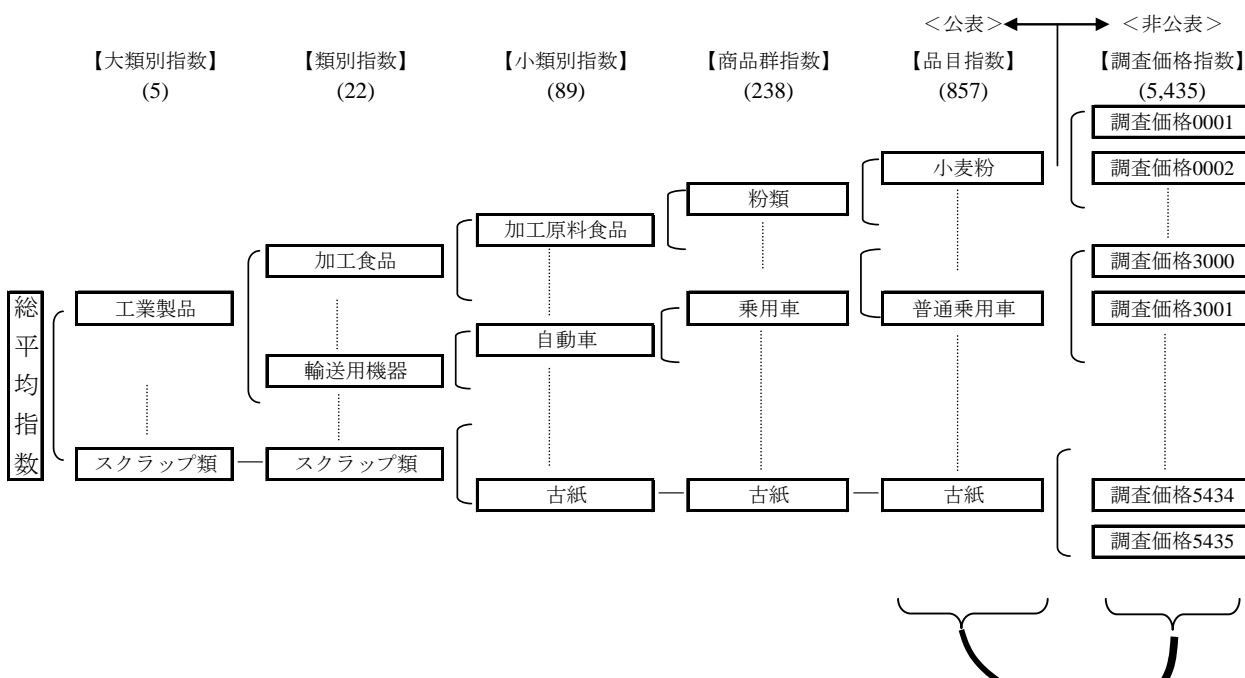 ＜公表＞ ＜非公表＞
【大類別指数】 【類別指数】 【小類別指数】 【商品群指数】 【品目指数】 【調査価格指数】
(5) (22) (89) (238) (857) (5,435)
調査価格0001
小麦粉 調査価格0002
粉類
加工原料食品
加工食品 調査価格3000
総平均指数
工業製品 乗用車 普通乗用車 調査価格3001
自動車
輸送用機器
スクラップ類 スクラップ類
古紙 古紙 古紙 調査価格5434
調査価格5435